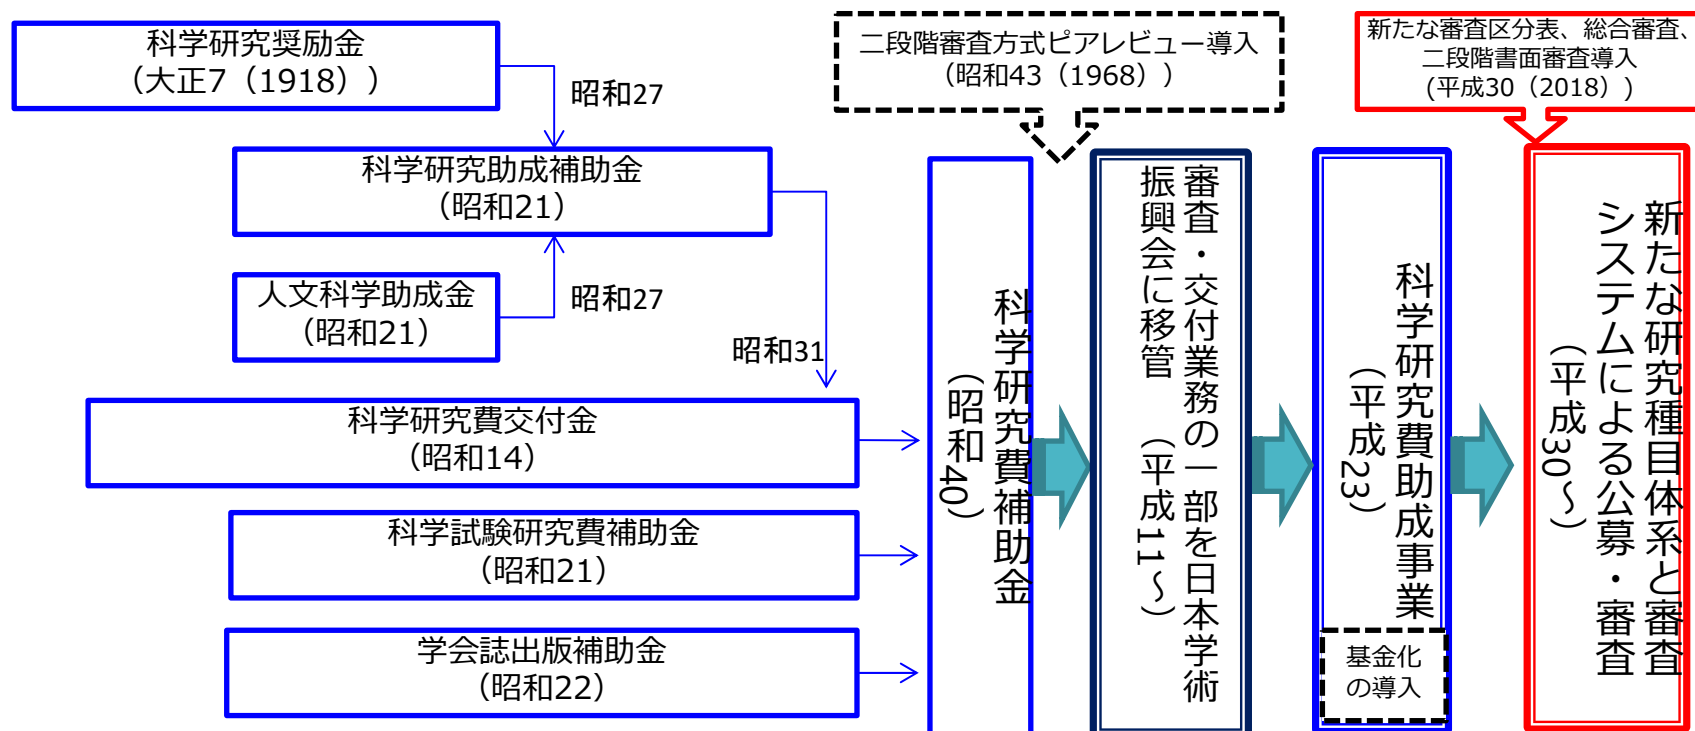 科学研究奨励金
（大正7（1918））
昭和27
科学研究助成補助金
（昭和21）
人文科学助成金
（昭和21）
昭和27
昭和31
科学研究費交付金
（昭和14）
科学試験研究費補助金
（昭和21）
学会誌出版補助金
（昭和22）
科学研究費補助金
（昭和40）
二段階審査方式ピアレビュー導入
（昭和43（1968））
審査・交付業務の一部を日本学術
振興会に移管　（平成11～）
科学研究費助成事業
（平成23）
基金化
の導入
新たな審査区分表、総合審査、
二段階書面審査導入
(平成30（2018）)
新たな研究種目体系と審査
システムによる公募・審査
（平成30～）